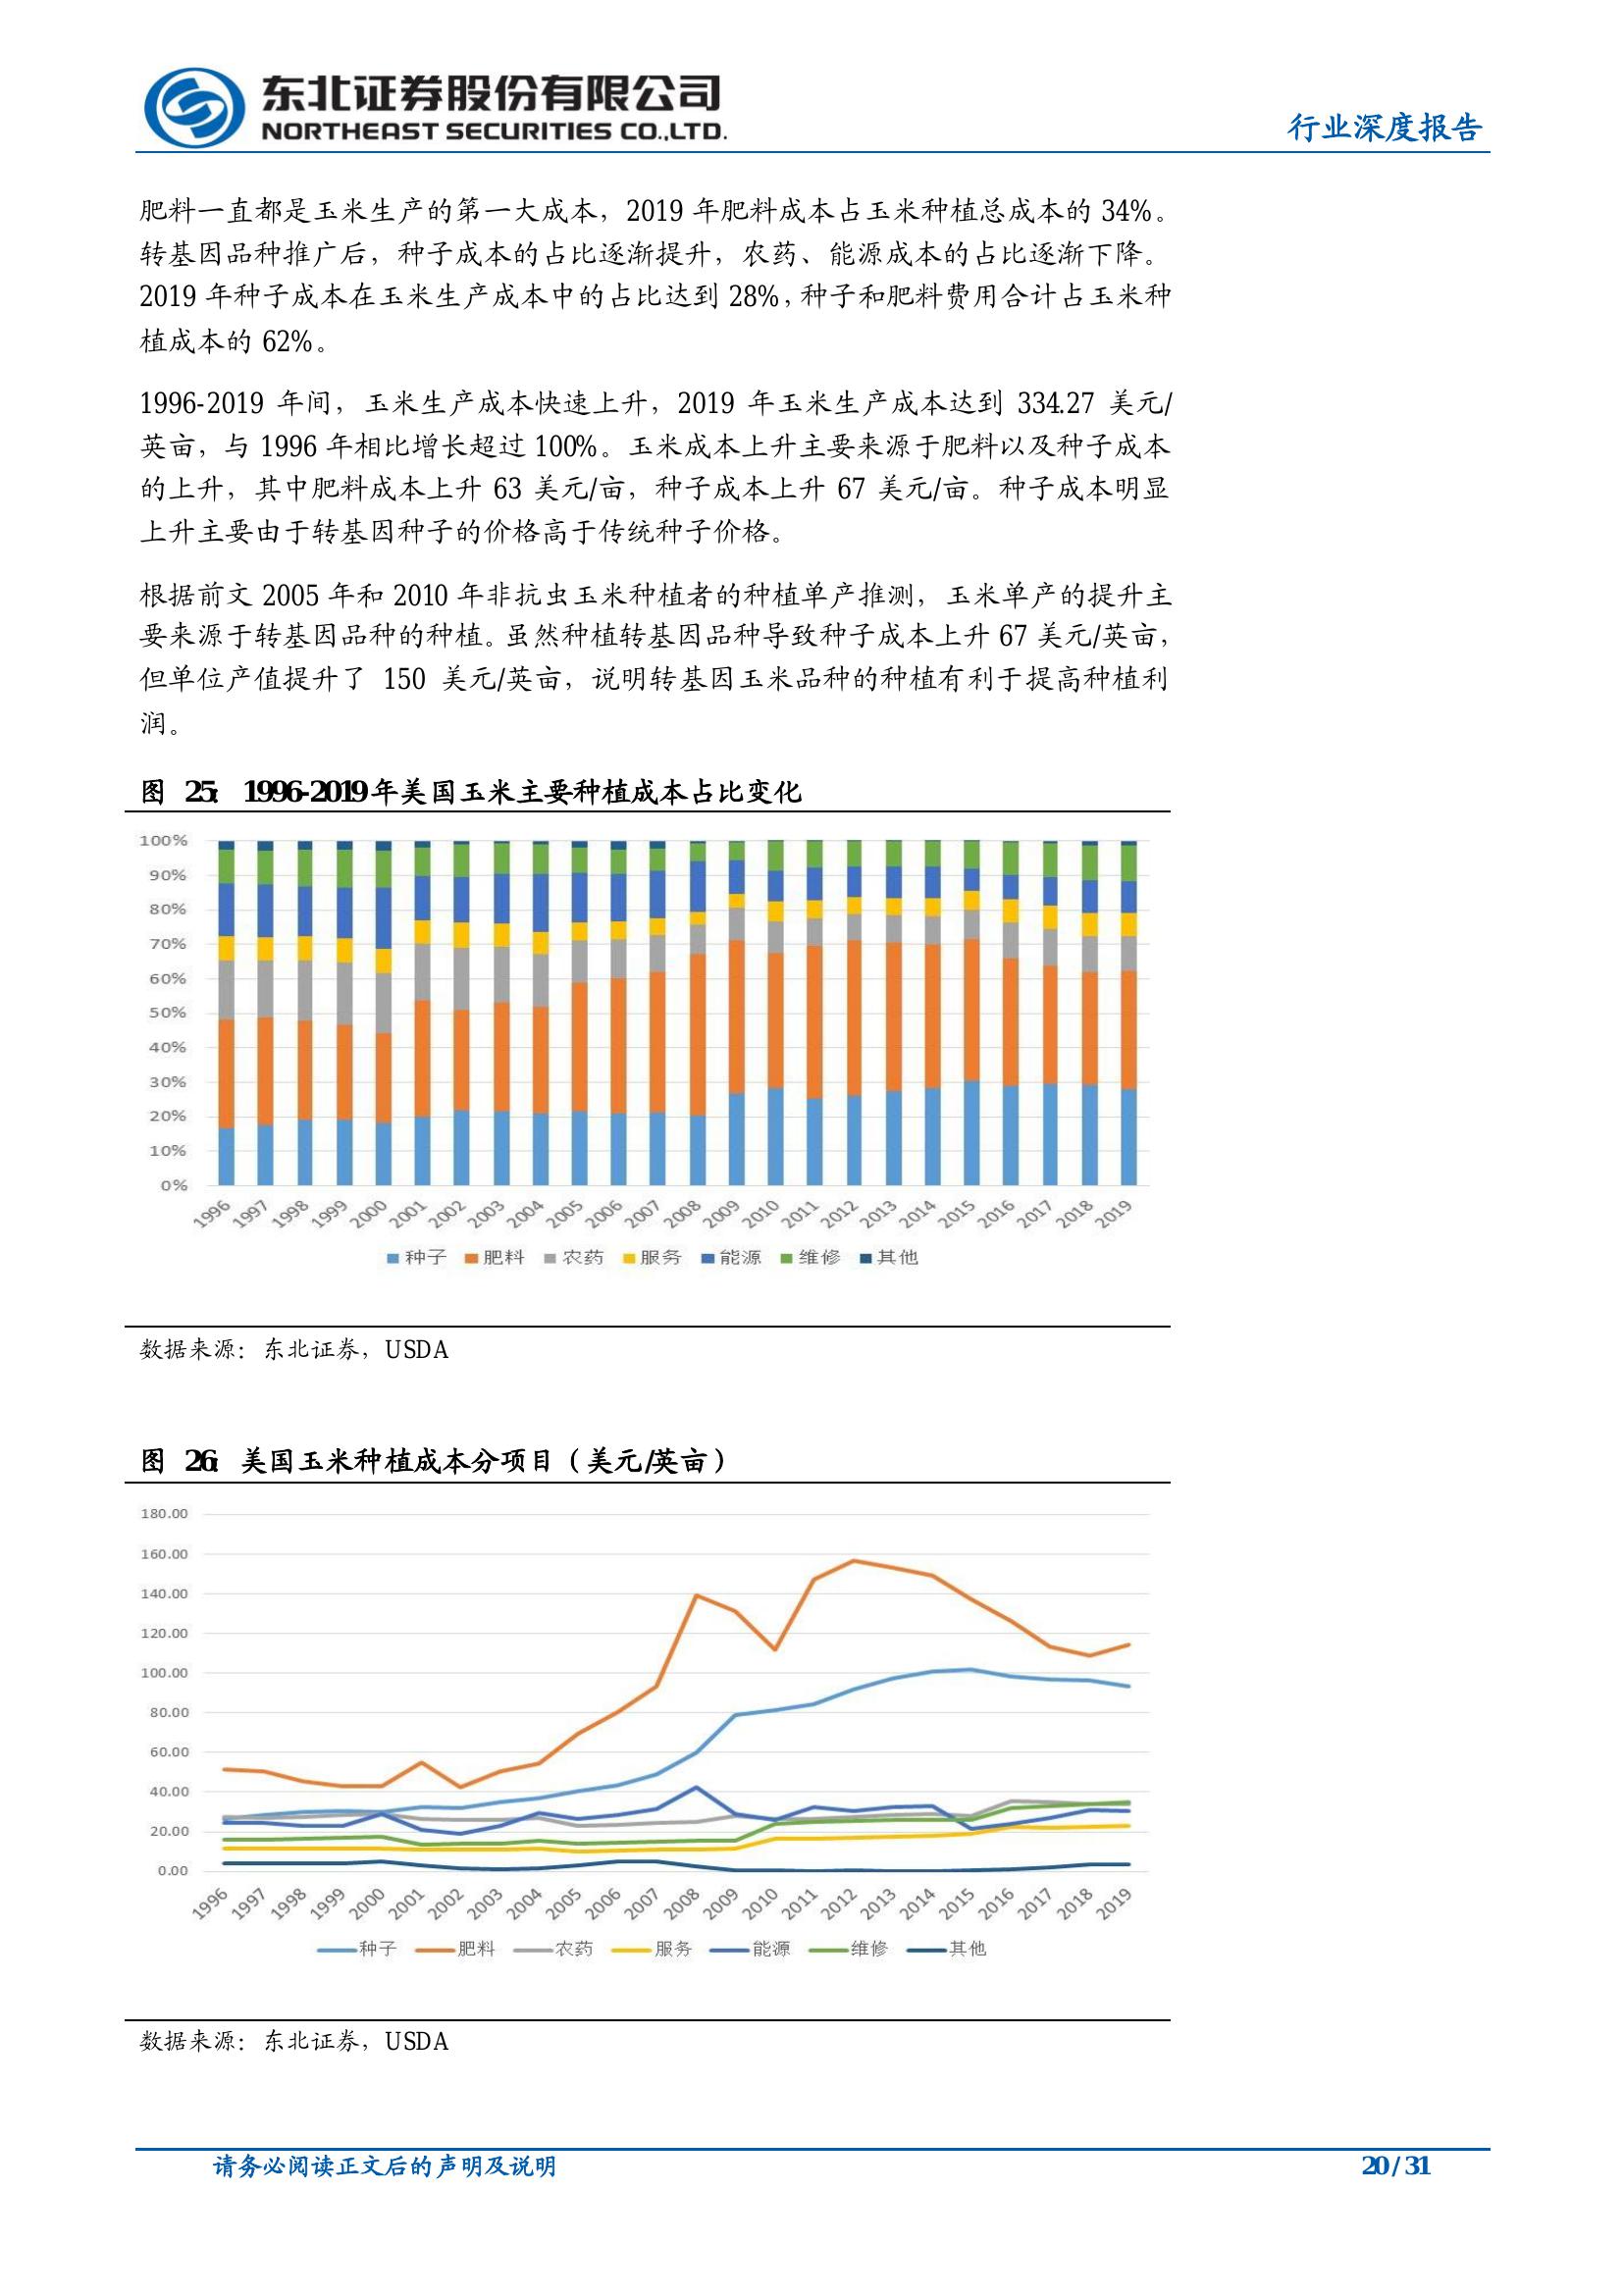 东北证券股份有限公司
NORTHEAST SECURITIES CO.,LTD.
行业深度报告
肥料一直都是玉米生产的第一大成本，2019 年肥料成本占玉米种植总成本的 34%。
转基因品种推广后，种子成本的占比逐渐提升，农药、能源成本的占比逐渐下降。
2019 年种子成本在玉米生产成本中的占比达到 28%，种子和肥料费用合计占玉米种
植成本的 62%。
1996-2019 年间，玉米生产成本快速上升，2019 年玉米生产成本达到 334.27 美元/
英亩，与 1996 年相比增长超过 100%。玉米成本上升主要来源于肥料以及种子成本
的上升，其中肥料成本上升 63 美元/亩，种子成本上升 67 美元/亩。种子成本明显
上升主要由于转基因种子的价格高于传统种子价格。
根据前文 2005 年和 2010 年非抗虫玉米种植者的种植单产推测，玉米单产的提升主
要来源于转基因品种的种植。虽然种植转基因品种导致种子成本上升 67 美元/英亩，
但单位产值提升了 150 美元/英亩，说明转基因玉米品种的种植有利于提高种植利
润。
图 25：1996-2019 年美国玉米主要种植成本占比变化
100%
90%
80%
70%
60%
50%
40%
30%
20%
10%
0%
1996 1997 1998 1999 2000 2001 2002 2003 2004 2005 2006 2007 2008 2009 2010 2011 2012 2013 2014 2015 2016 2017 2018 2019
种子 肥料 农药 服务 能源 维修 其他
数据来源：东北证券，USDA
图 26：美国玉米种植成本分项目（美元/英亩）
180.00
160.00
140.00
120.00
100.00
80.00
60.00
40.00
20.00
0.00
1996 1997 1998 1999 2000 2001 2002 2003 2004 2005 2006 2007 2008 2009 2010 2011 2012 2013 2014 2015 2016 2017 2018 2019
种子 肥料 农药 服务 能源 维修 其他
数据来源：东北证券，USDA
请务必阅读正文后的声明及说明
20 / 31